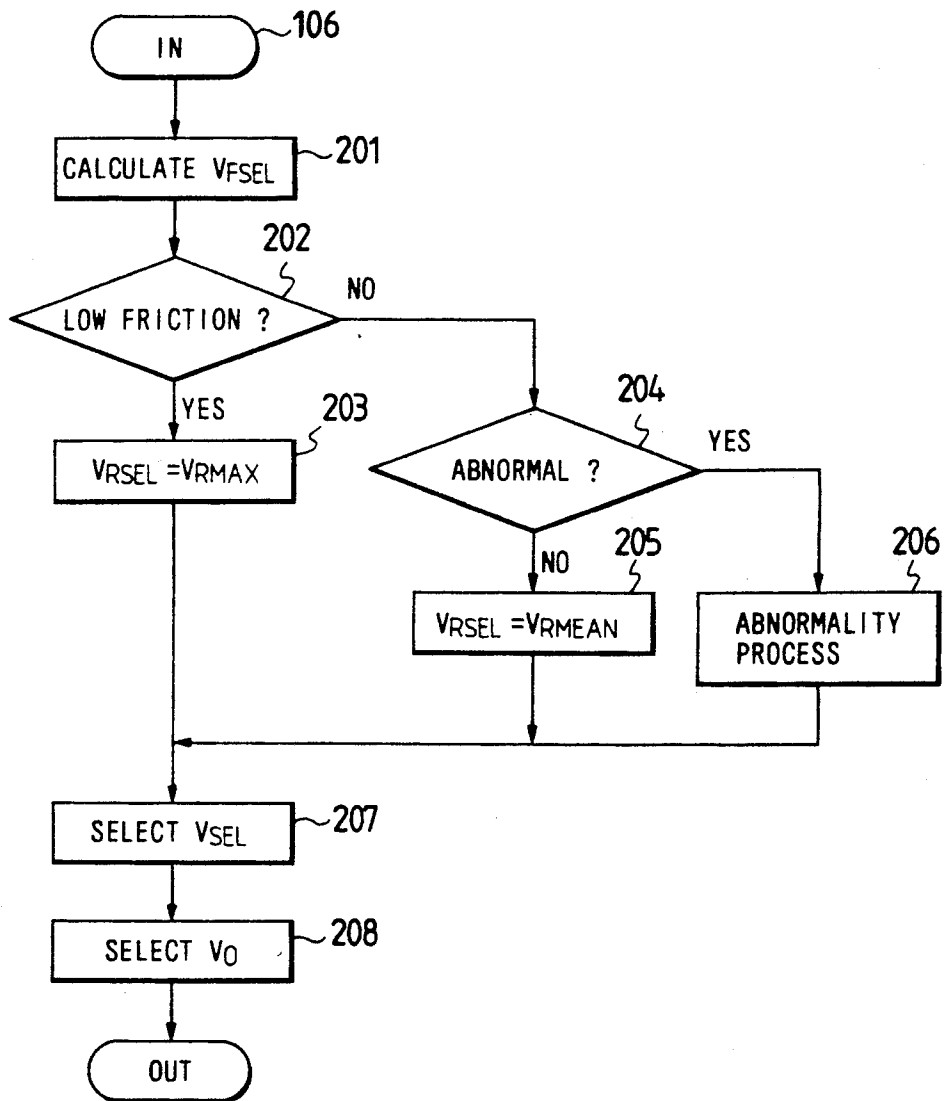 IN
106
CALCULATE VFSEL
201
202
LOW FRICTION ?
NO
YES
203
VRSEL = VRMAX
204
ABNORMAL ?
YES
NO
205
VRSEL = VRMEAN
206
ABNORMALITY
PROCESS
SELECT VSEL
207
SELECT VO
208
OUT